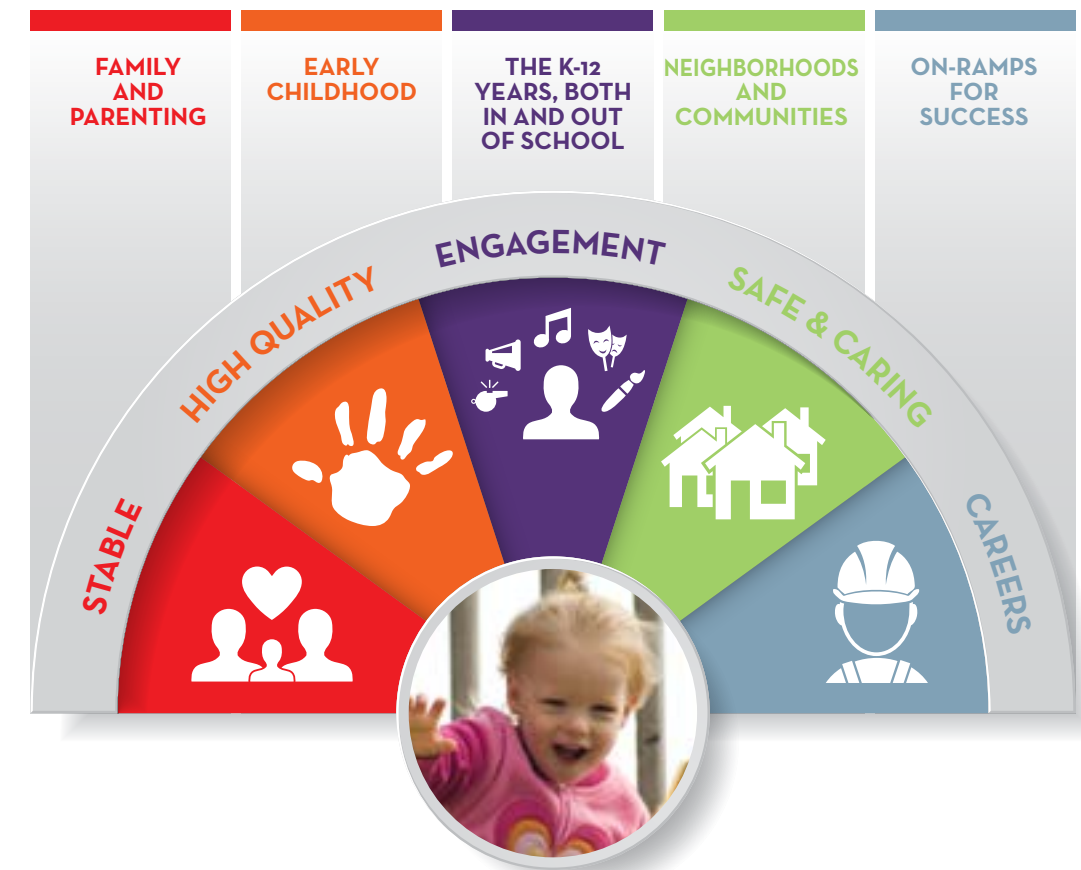 FAMILY
AND
PARENTING
EARLY
CHILDHOOD
THE K-12
YEARS, BOTH
IN AND OUT
OF SCHOOL
NEIGHBORHOODS
AND
COMMUNITIES
ON-RAMPS
FOR
SUCCESS
STABLE
HIGH QUALITY
ENGAGEMENT
SAFE & CARING
CAREERS